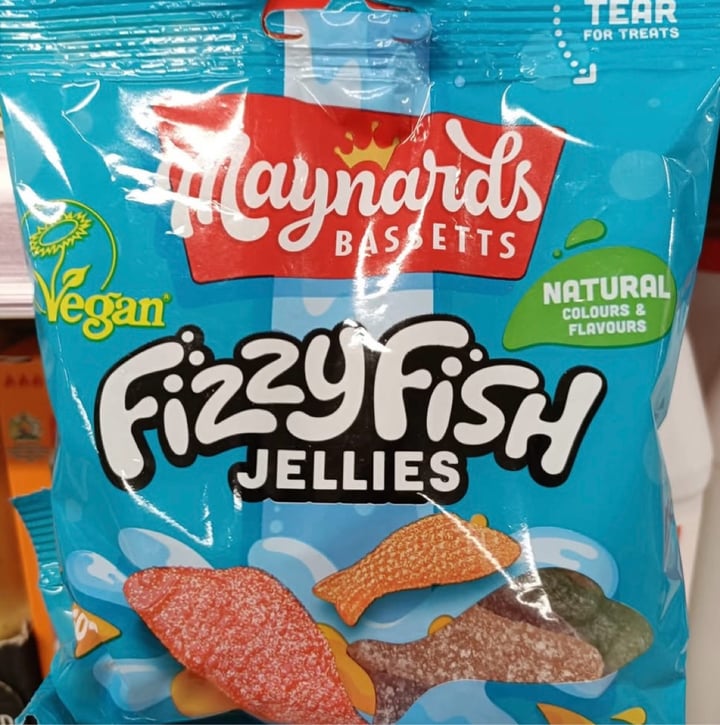 TEAR
FOR TREATS
Maynards
BASSETTS
Vegan
NATURAL
COLOURS &
FLAVOURS
FizzyFiSH
JELLIES